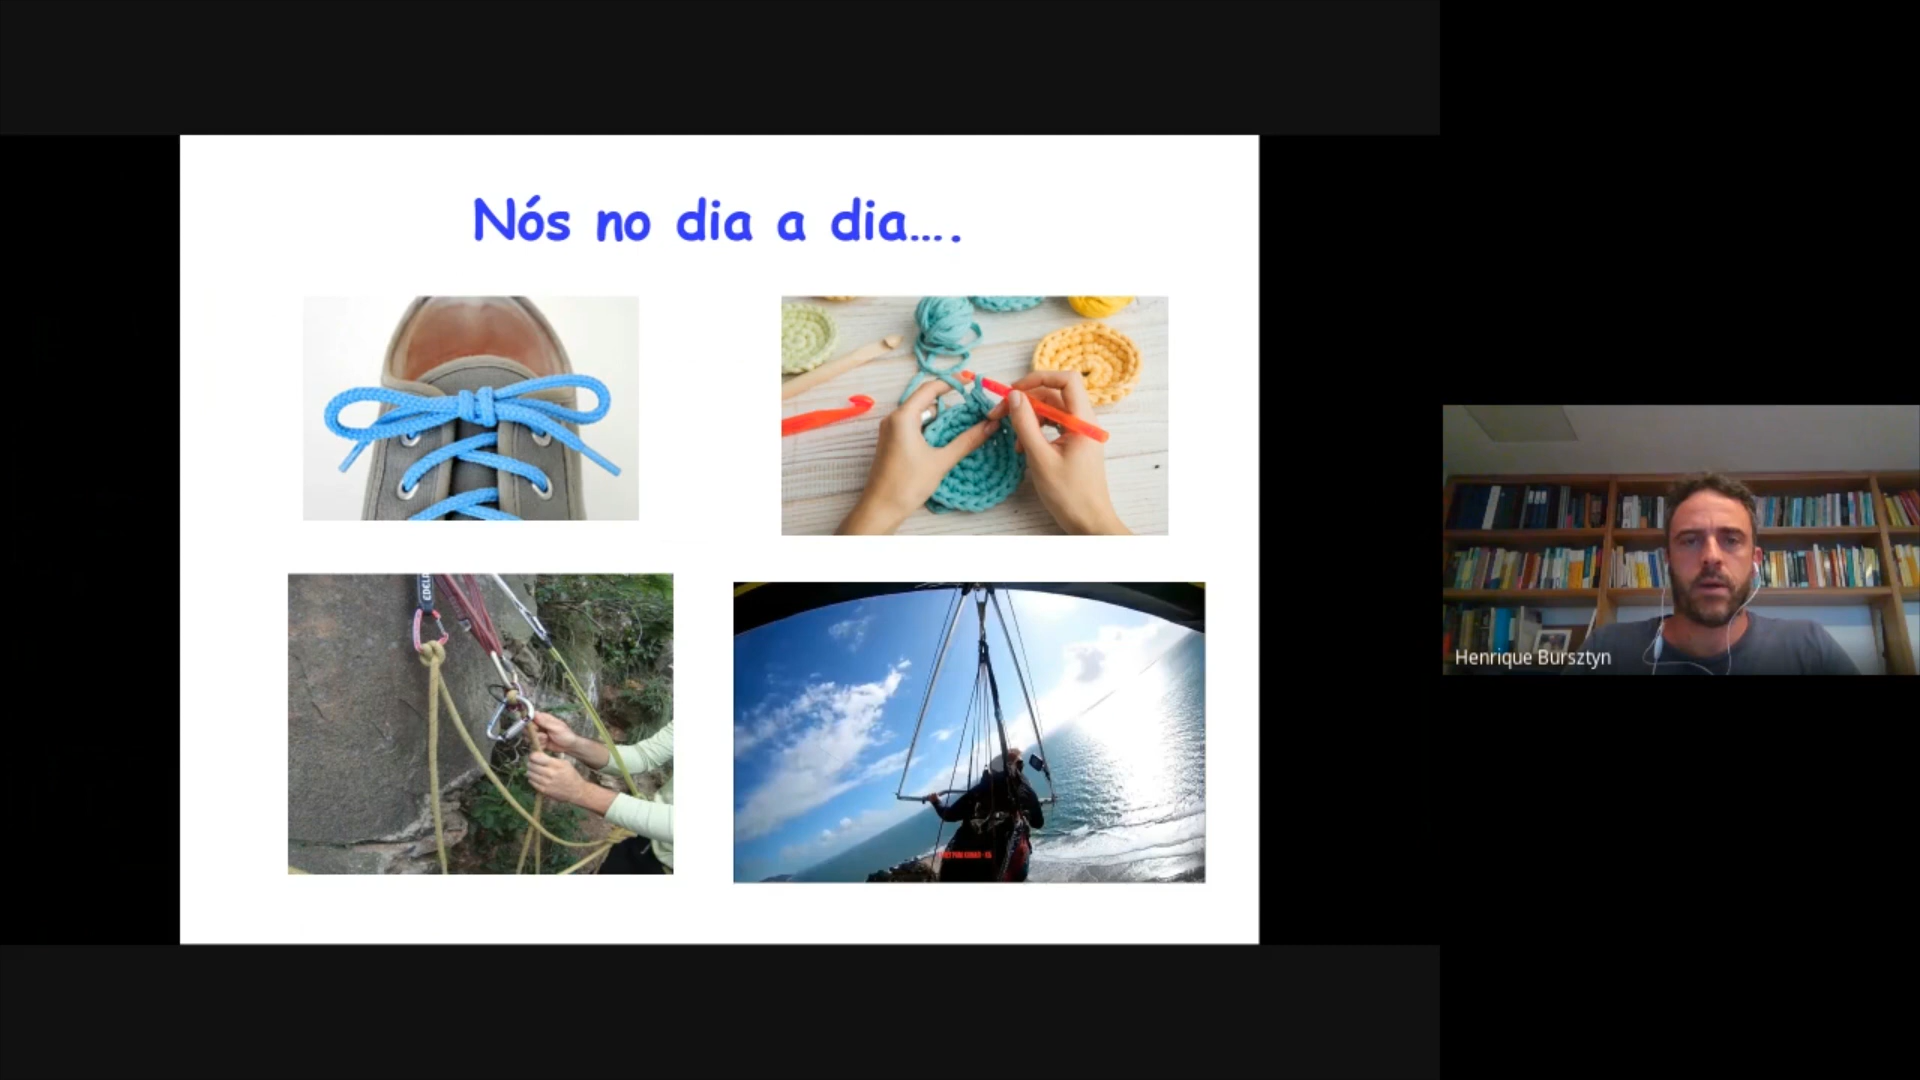 Nós no dia a dia....
Henrique Bursztyn